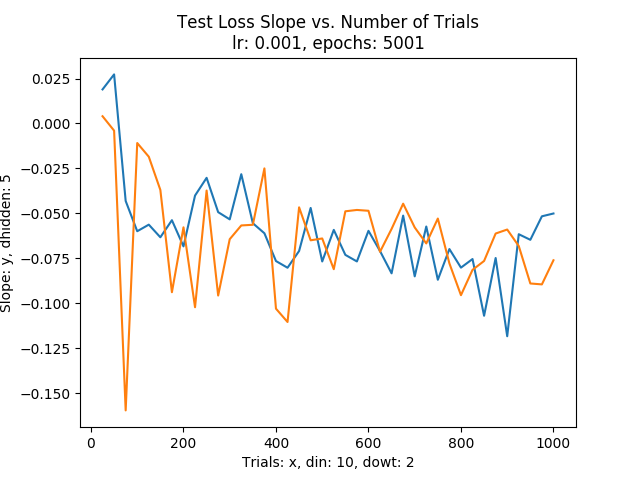 Test Loss Slope vs. Number of Trials
lr: 0.001, epochs: 5001
Slope: y, dhidden: 5
0.025
0.000
−0.025
−0.050
−0.075
−0.100
−0.125
−0.150
0 200 400 600 800 1000
Trials: x, din: 10, dowt: 2